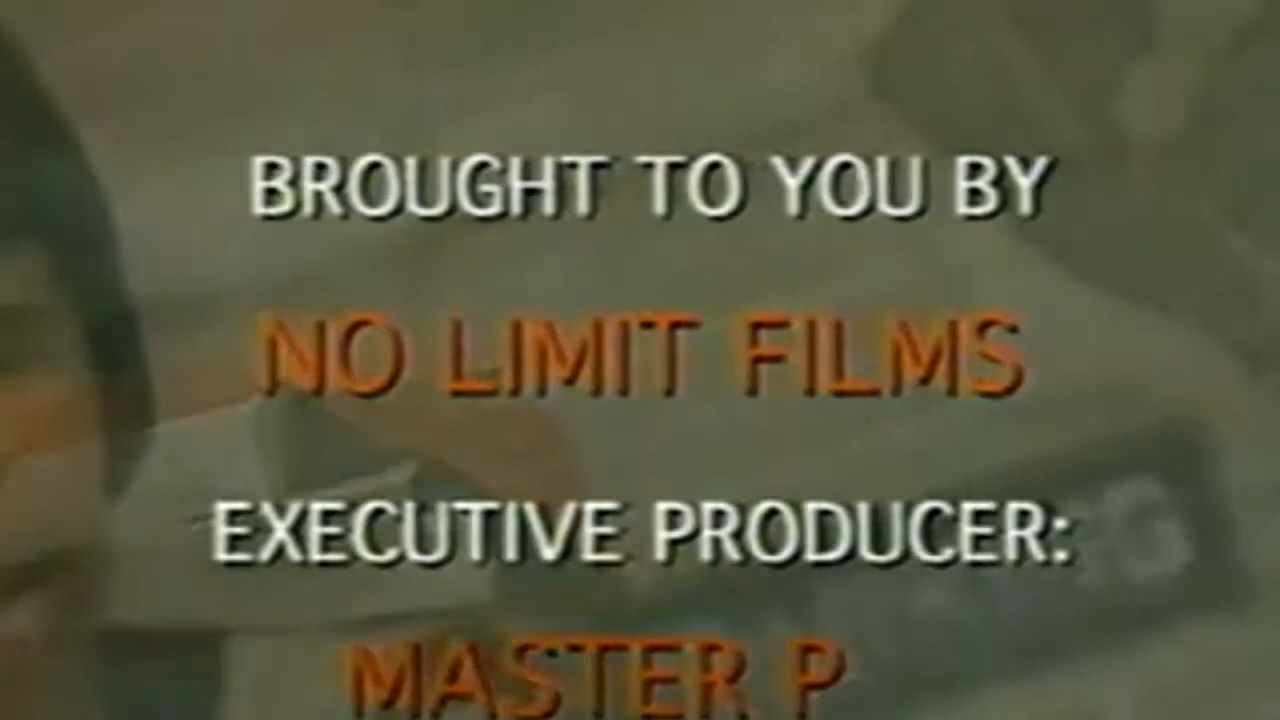 BROUGHT TO YOU BY
NO LIMIT FILMS
EXECUTIVE PRODUCER:
MASTER P